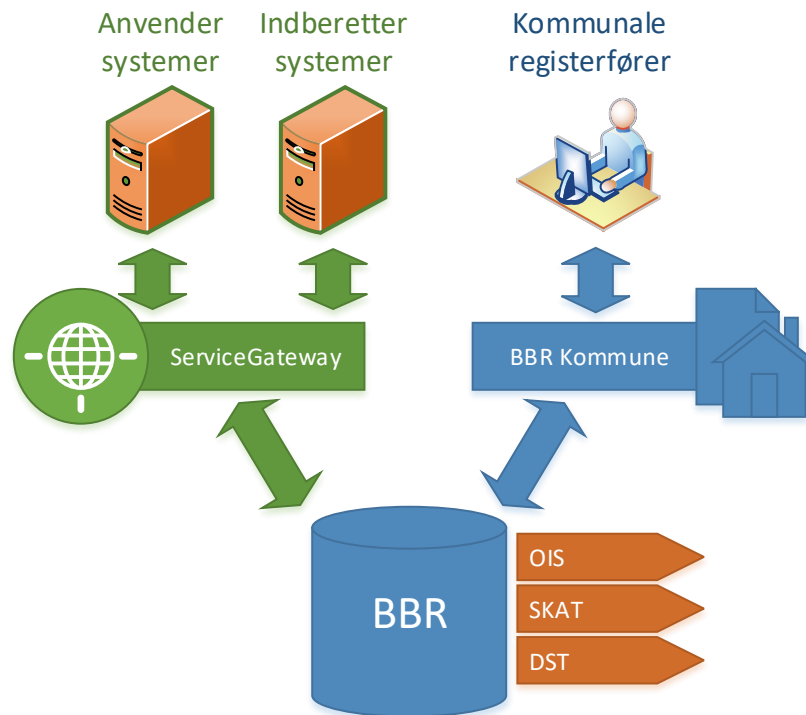 Anvender
systemer
Indberetter
systemer
Kommunale
registerfører
ServiceGateway
BBR Kommune
BBR
OIS
SKAT
DST